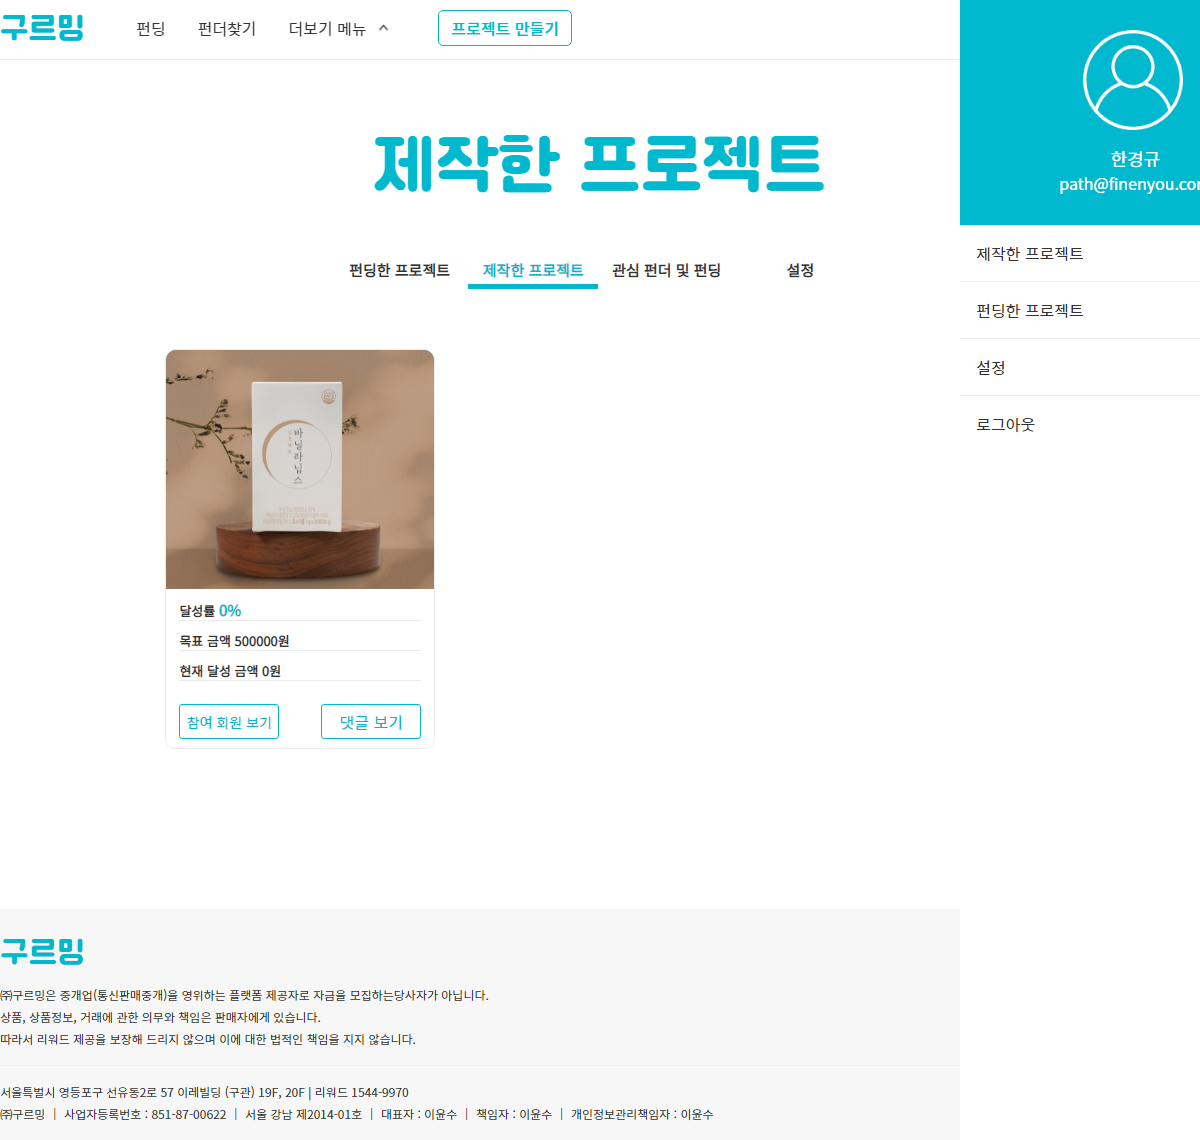 구르밍
펀딩
펀더찾기
더보기 메뉴
프로젝트 만들기
한경규
path@finenyou.co
제작한 프로젝트
펀딩한 프로젝트
설정
로그아웃
제작한 프로젝트
펀딩한 프로젝트
제작한 프로젝트
관심 펀더 및 펀딩
설정
바닐라닙스
달성률 0%
목표 금액 500000원
현재 달성 금액 0원
참여 회원 보기
댓글 보기
구르밍
㈜구르밍은 중개업(통신판매중개)을 영위하는 플랫폼 제공자로 자금을 모집하는당사자가 아닙니다.
상품, 상품정보, 거래에 관한 의무와 책임은 판매자에게 있습니다.
따라서 리워드 제공을 보장해 드리지 않으며 이에 대한 법적인 책임을 지지 않습니다.
서울특별시 영등포구 선유동2로 57 이레빌딩 (구관) 19F, 20F | 리워드 1544-9970
㈜구르밍 | 사업자등록번호 : 851-87-00622 | 서울 강남 제2014-01호 | 대표자 : 이윤수 | 책임자 : 이윤수 | 개인정보관리책임자 : 이윤수